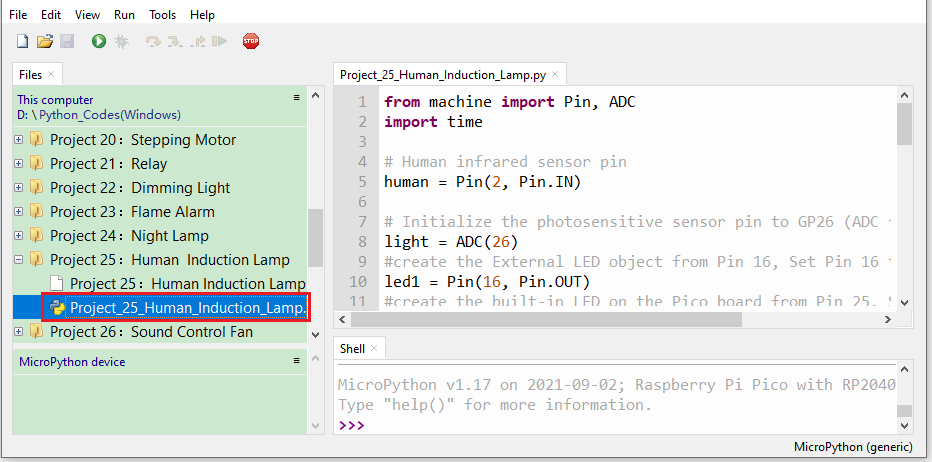 File Edit View Run Tools Help
STOP
Files
This computer
D: \ Python_Codes(Windows)
Project 20：Stepping Motor
Project 21：Relay
Project 22：Dimming Light
Project 23：Flame Alarm
Project 24：Night Lamp
Project 25：Human Induction Lamp
Project 25：Human Induction Lamp
Project_25_Human_Induction_Lamp.
Project 26：Sound Control Fan
MicroPython device
Project_25_Human_Induction_Lamp.py
1 from machine import Pin, ADC
2 import time
3
4 # Human infrared sensor pin
5 human = Pin(2, Pin.IN)
6
7 # Initialize the photosensitive sensor pin to GP26 (ADC
8 light = ADC(26)
9 #create the External LED object from Pin 16, Set Pin 16
10 led1 = Pin(16, Pin.OUT)
11 #create the built-in LED on the Pico board from Pin 25,
Shell
MicroPython v1.17 on 2021-09-02; Raspberry Pi Pico with RP2040
Type "help()" for more information.
>>>
MicroPython (generic)